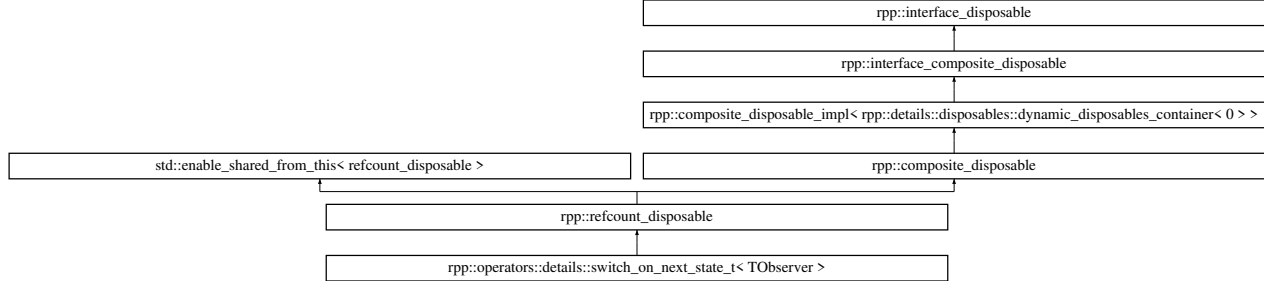 rpp::interface_disposable
rpp::interface_composite_disposable
rpp::composite_disposable_impl< rpp::details::disposables::dynamic_disposables_container< 0 > >
std::enable_shared_from_this< refcount_disposable >
rpp::composite_disposable
rpp::refcount_disposable
rpp::operators::details::switch_on_next_state_t< TObserver >